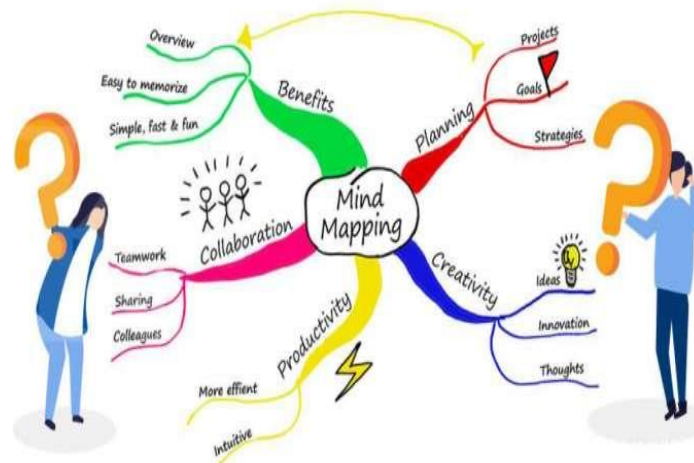 Overview
Easy to memorize
Simple, fast & fun
Benefits
Planning
Projects
Goals
Strategies
Mind
Mapping
Collaboration
Teamwork
Sharing
Colleagues
Creativity
Ideas
Innovation
Thoughts
Productivity
More effient
Intuitive
?
?